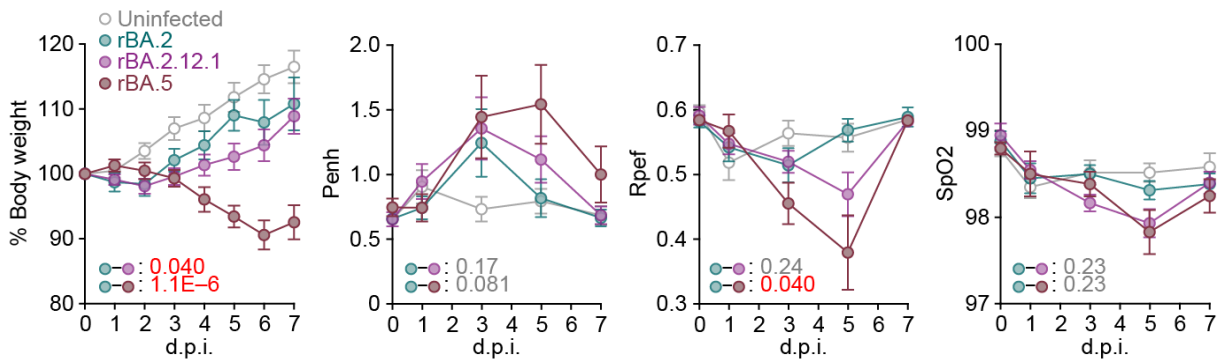 Uninfected
rBA.2
rBA.2.12.1
rBA.5
% Body weight
120
110
100
90
80
: 0.040
: 1.1E–6
0 1 2 3 4 5 6 7
d.p.i.
Penh
2.0
1.5
1.0
0.5
0
: 0.17
: 0.081
0 1 2 3 4 5 6 7
d.p.i.
Rpef
0.7
0.6
0.5
0.4
0.3
: 0.24
: 0.040
0 1 2 3 4 5 6 7
d.p.i.
SpO2
100
99
98
97
: 0.23
: 0.23
0 1 2 3 4 5 6 7
d.p.i.